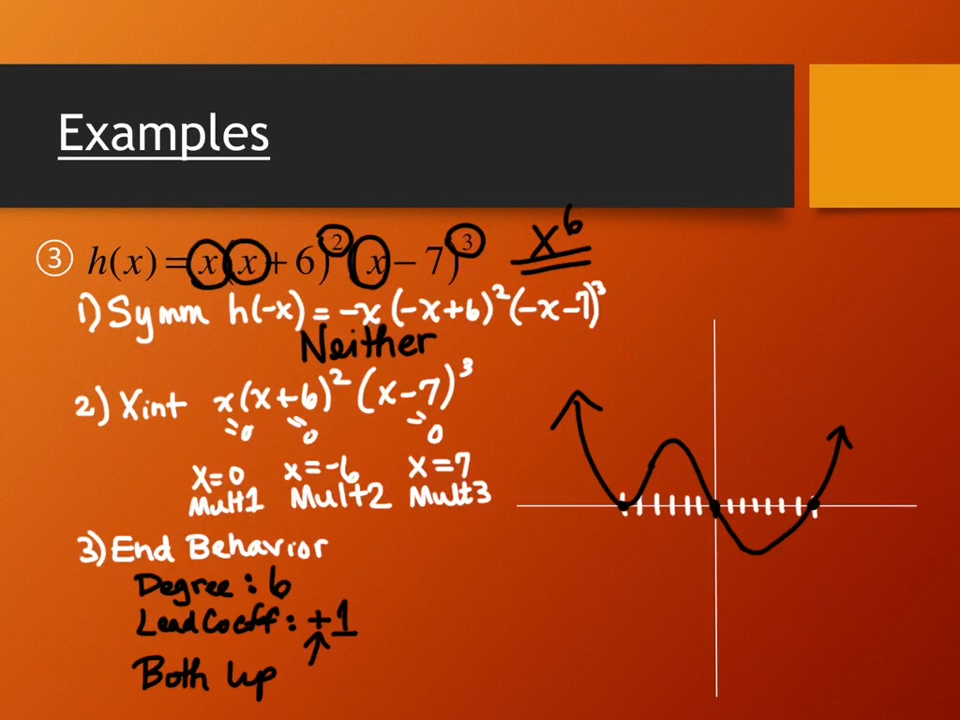 Examples
③ h(x) = x(x + 6)² (x − 7)³ x⁶
1) Symm h(-x) = -x (-x+6)² (-x-7)³
Neither
2) Xint x(x+6)² (x-7)³
=0 =0 =0
x=0 x=-6 x=7
Mult1 Mult2 Mult3
3) End Behavior
Degree: 6
Lead Coeff: +1
Both Up